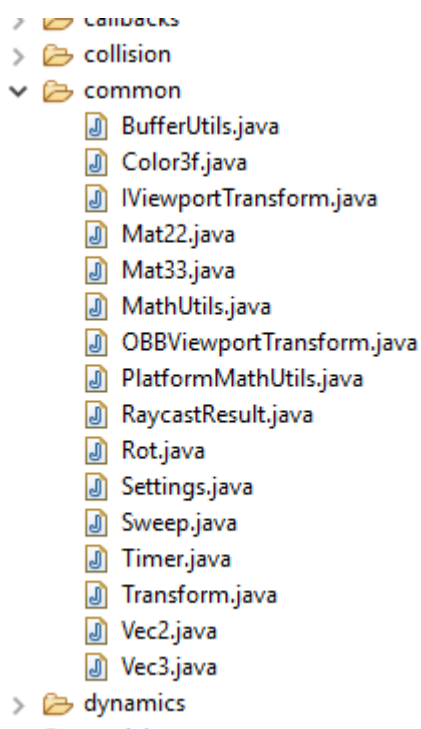 callbacks
collision
common
BufferUtils.java
Color3f.java
IViewportTransform.java
Mat22.java
Mat33.java
MathUtils.java
OBBViewportTransform.java
PlatformMathUtils.java
RaycastResult.java
Rot.java
Settings.java
Sweep.java
Timer.java
Transform.java
Vec2.java
Vec3.java
dynamics